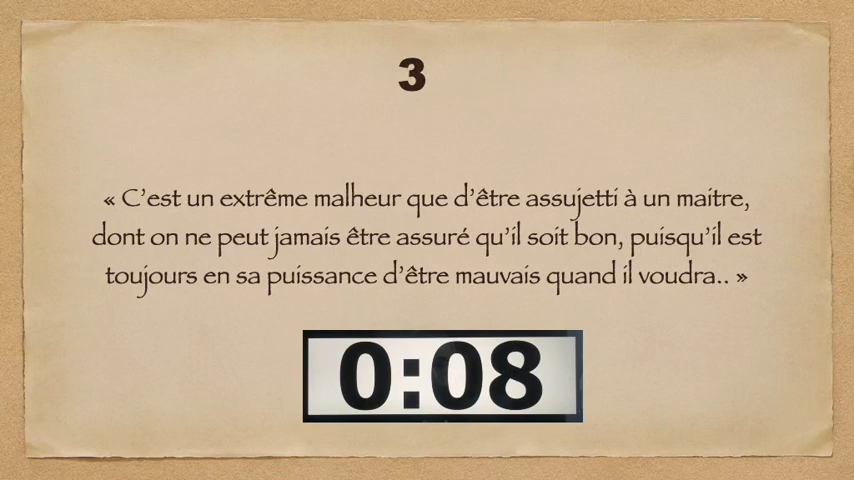 3
« C’est un extrême malheur que d’être assujetti à un maitre,
dont on ne peut jamais être assuré qu’il soit bon, puisqu’il est
toujours en sa puissance d’être mauvais quand il voudra.. »
0:08